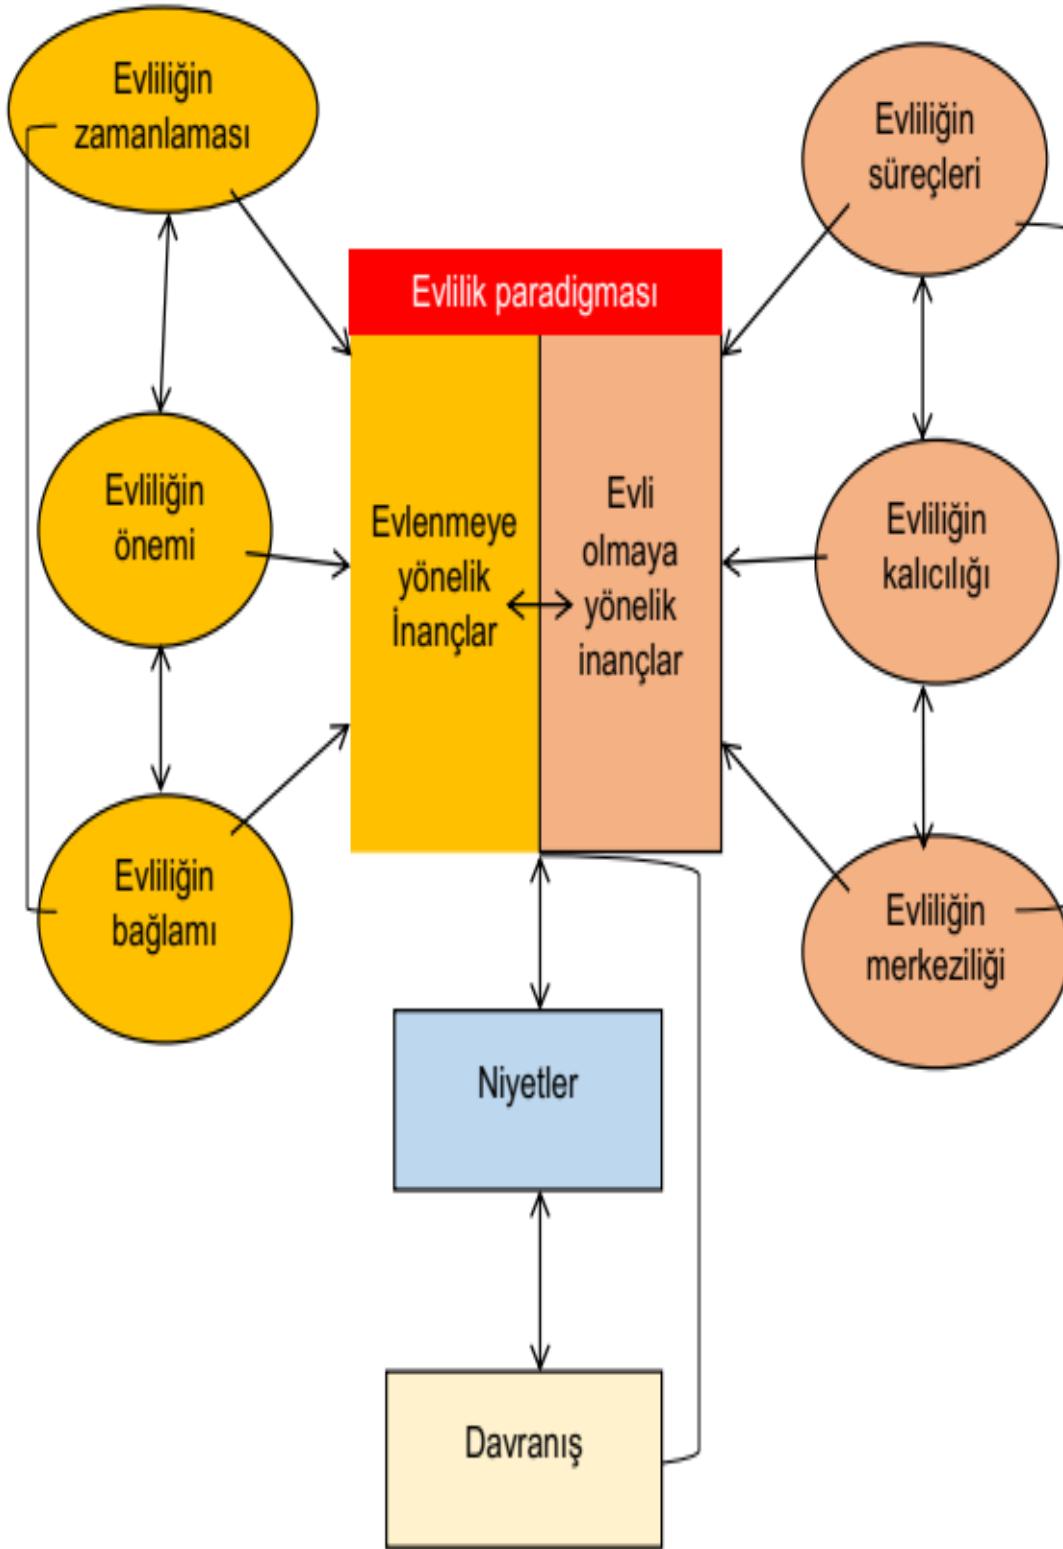 Evliliğin
zamanlaması
Evliliğin
süreçleri
Evlilik paradigması
Evliliğin
önemi
Evlenmeye
yönelik
İnançlar
Evli
olmaya
yönelik
inançlar
Evliliğin
kalıcılığı
Evliliğin
bağlamı
Evliliğin
merkeziliği
Niyetler
Davranış